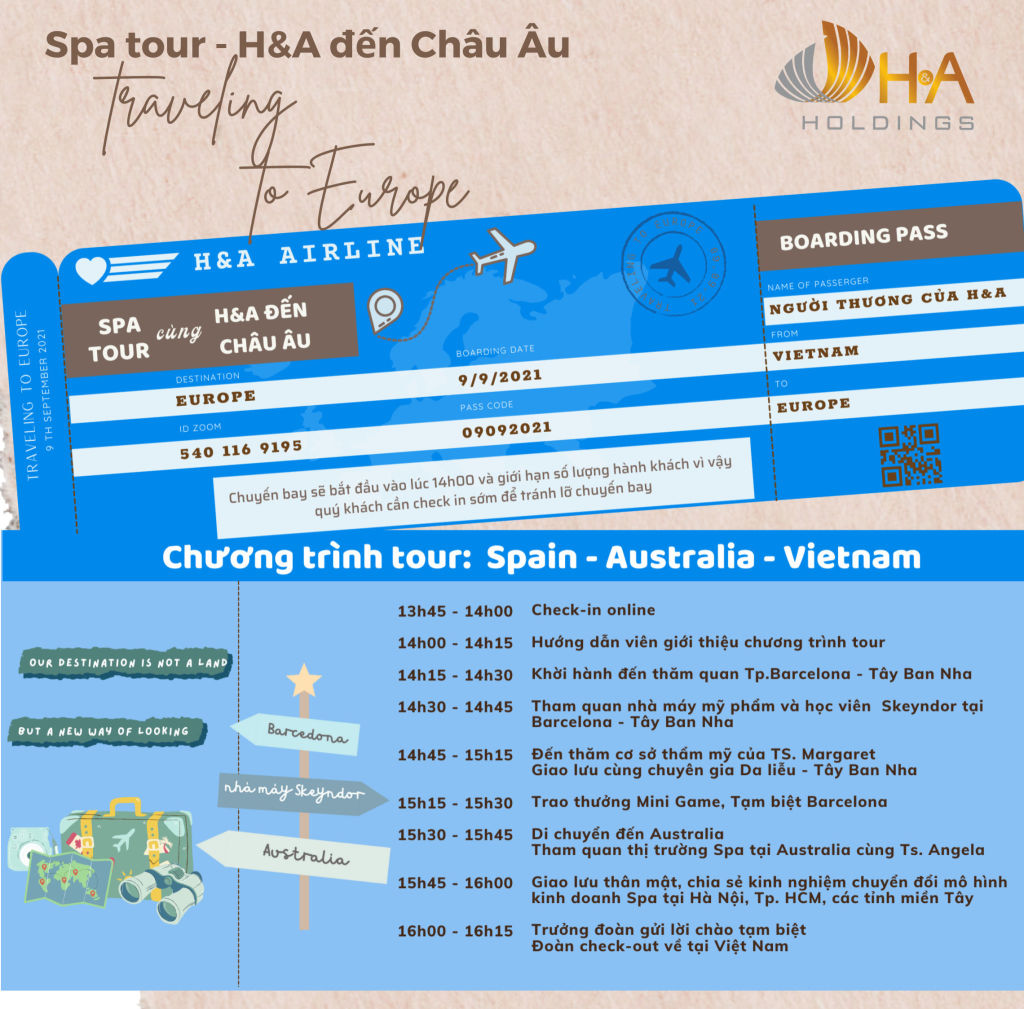 Spa tour - H&A đến Châu Âu
Traveling
to Europe
H&A
HOLDINGS
H&A AIRLINE
BOARDING PASS
TRAVELING TO EUROPE
9 TH SEPTEMBER 2021
SPA TOUR
cùng
H&A ĐẾN
CHÂU ÂU
DESTINATION
EUROPE
BOARDING DATE
9/9/2021
ID ZOOM
540 116 9195
PASS CODE
09092021
NAME OF PASSERGER
NGƯỜI THƯƠNG CỦA H&A
FROM
VIETNAM
TO
EUROPE
Chuyến bay sẽ bắt đầu vào lúc 14h00 và giới hạn số lượng hành khách vì vậy
quý khách cần check in sớm để tránh lỡ chuyến bay
Chương trình tour: Spain - Australia - Vietnam
13h45 - 14h00 Check-in online
14h00 - 14h15 Hướng dẫn viên giới thiệu chương trình tour
14h15 - 14h30 Khời hành đến thăm quan Tp.Barcelona - Tây Ban Nha
14h30 - 14h45 Tham quan nhà máy mỹ phẩm và học viên Skeyndor tại
Barcelona - Tây Ban Nha
14h45 - 15h15 Đến thăm cơ sở thẩm mỹ của TS. Margaret
Giao lưu cùng chuyên gia Da liễu - Tây Ban Nha
15h15 - 15h30 Trao thưởng Mini Game, Tạm biệt Barcelona
15h30 - 15h45 Di chuyển đến Australia
Tham quan thị trường Spa tại Australia cùng Ts. Angela
15h45 - 16h00 Giao lưu thân mật, chia sẻ kinh nghiệm chuyển đổi mô hình
kinh doanh Spa tại Hà Nội, Tp. HCM, các tỉnh miền Tây
16h00 - 16h15 Trưởng đoàn gửi lời chào tạm biệt
Đoàn check-out về tại Việt Nam
OUR DESTINATION IS NOT A LAND
BUT A NEW WAY OF LOOKING
Barcedona
nhà máy Skeyndor
Australia